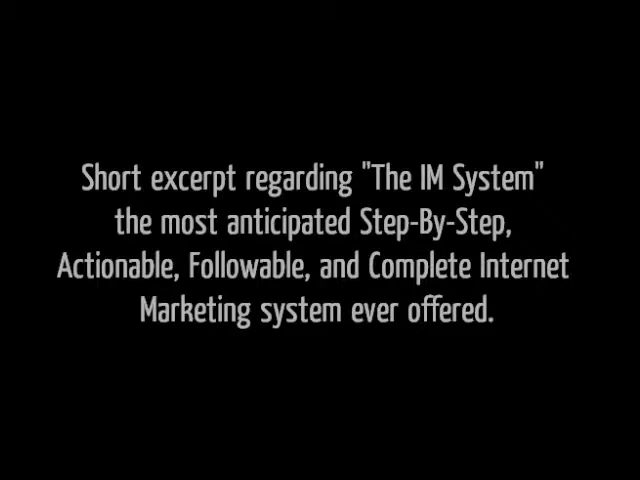 Short excerpt regarding "The IM System"
the most anticipated Step-By-Step,
Actionable, Followable, and Complete Internet
Marketing system ever offered.